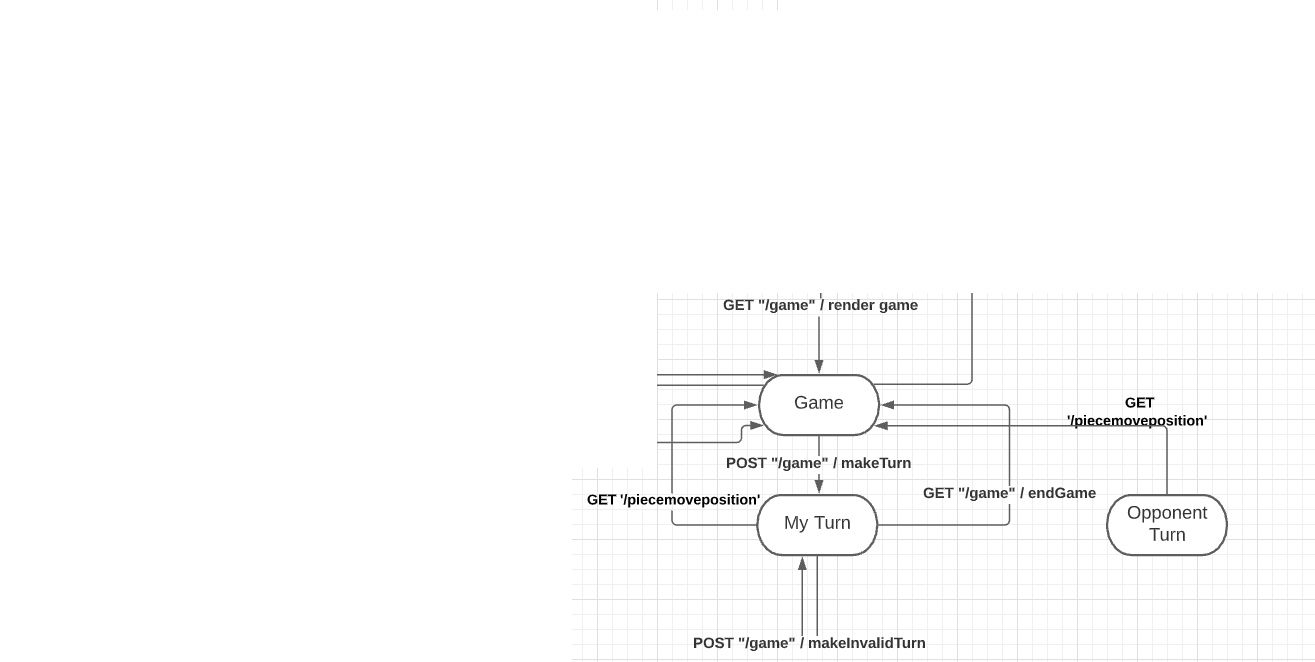 GET "/game" / render game
Game
GET
'/piecemoveposition'
POST "/game" / makeTurn
GET "/game" / endGame
GET '/piecemoveposition'
My Turn
Opponent
Turn
POST "/game" / makeInvalidTurn